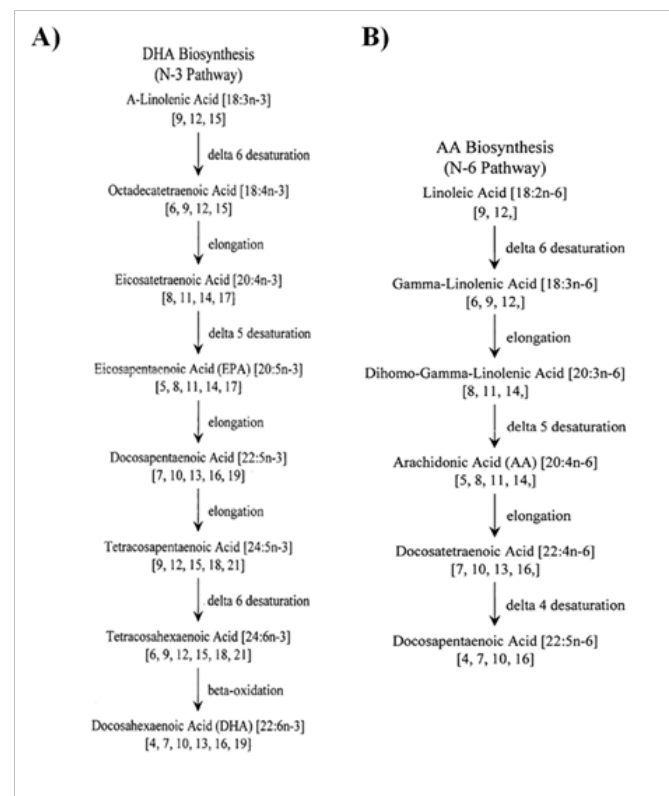 A)
DHA Biosynthesis
(N-3 Pathway)
A-Linolenic Acid [18:3n-3]
[9, 12, 15]
delta 6 desaturation
Octadecatetraenoic Acid [18:4n-3]
[6, 9, 12, 15]
elongation
Eicosatetraenoic Acid [20:4n-3]
[8, 11, 14, 17]
delta 5 desaturation
Eicosapentaenoic Acid (EPA) [20:5n-3]
[5, 8, 11, 14, 17]
elongation
Docosapentaenoic Acid [22:5n-3]
[7, 10, 13, 16, 19]
elongation
Tetracosapentaenoic Acid [24:5n-3]
[9, 12, 15, 18, 21]
delta 6 desaturation
Tetracosahexaenoic Acid [24:6n-3]
[6, 9, 12, 15, 18, 21]
beta-oxidation
Docosahexaenoic Acid (DHA) [22:6n-3]
[4, 7, 10, 13, 16, 19]
B)
AA Biosynthesis
(N-6 Pathway)
Linoleic Acid [18:2n-6]
[9, 12,]
delta 6 desaturation
Gamma-Linolenic Acid [18:3n-6]
[6, 9, 12,]
elongation
Dihomo-Gamma-Linolenic Acid [20:3n-6]
[8, 11, 14,]
delta 5 desaturation
Arachidonic Acid (AA) [20:4n-6]
[5, 8, 11, 14,]
elongation
Docosatetraenoic Acid [22:4n-6]
[7, 10, 13, 16,]
delta 4 desaturation
Docosapentaenoic Acid [22:5n-6]
[4, 7, 10, 16]